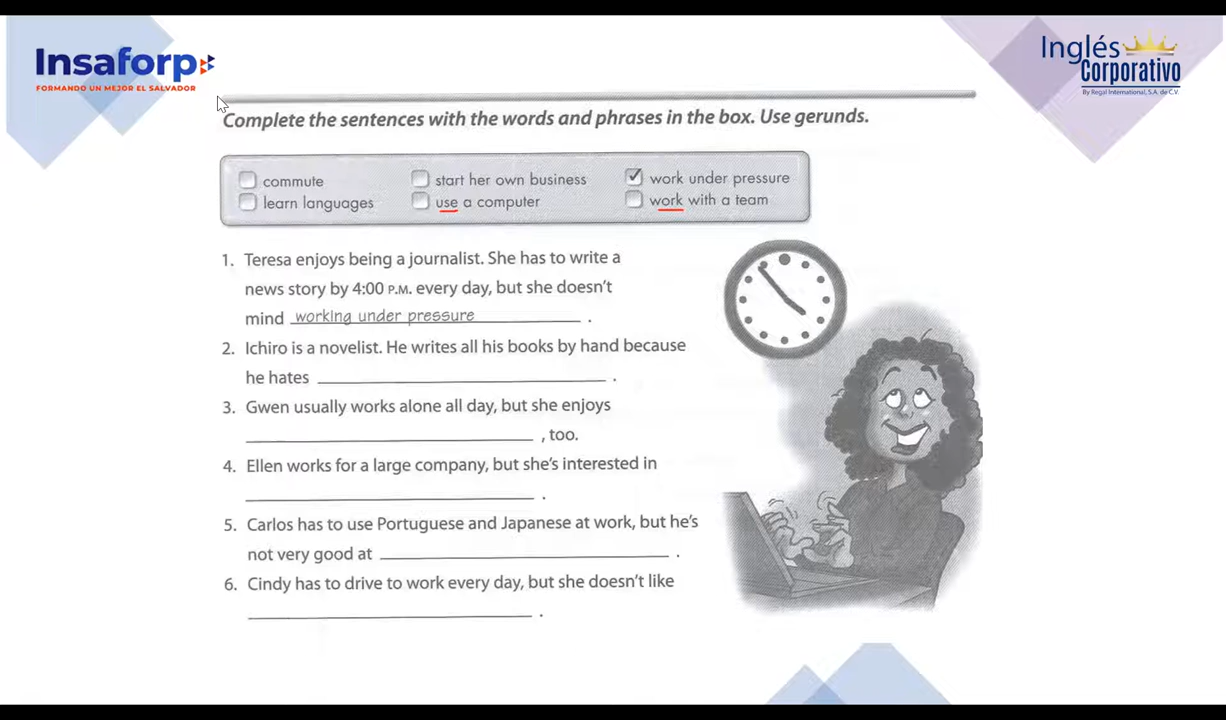 Insaforp
FORMANDO UN MEJOR EL SALVADOR
Inglés
Corporativo
By Regal International, S.A. de C.V.
Complete the sentences with the words and phrases in the box. Use gerunds.
commute
start her own business
work under pressure
learn languages
use a computer
work with a team
1. Teresa enjoys being a journalist. She has to write a
news story by 4:00 P.M. every day, but she doesn't
mind working under pressure .
2. Ichiro is a novelist. He writes all his books by hand because
he hates ______ .
3. Gwen usually works alone all day, but she enjoys
______ , too.
4. Ellen works for a large company, but she's interested in
______ .
5. Carlos has to use Portuguese and Japanese at work, but he's
not very good at ______ .
6. Cindy has to drive to work every day, but she doesn't like
______ .